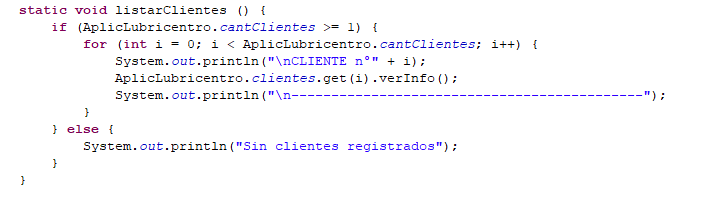 static void listarClientes () {
    if (AplicLubricentro.cantClientes >= 1) {
        for (int i = 0; i < AplicLubricentro.cantClientes; i++) {
            System.out.println("\nCLIENTE n°" + i);
            AplicLubricentro.clientes.get(i).verInfo();
            System.out.println("\n--------------------------------------------");
        }
    } else {
        System.out.println("Sin clientes registrados");
    }
}